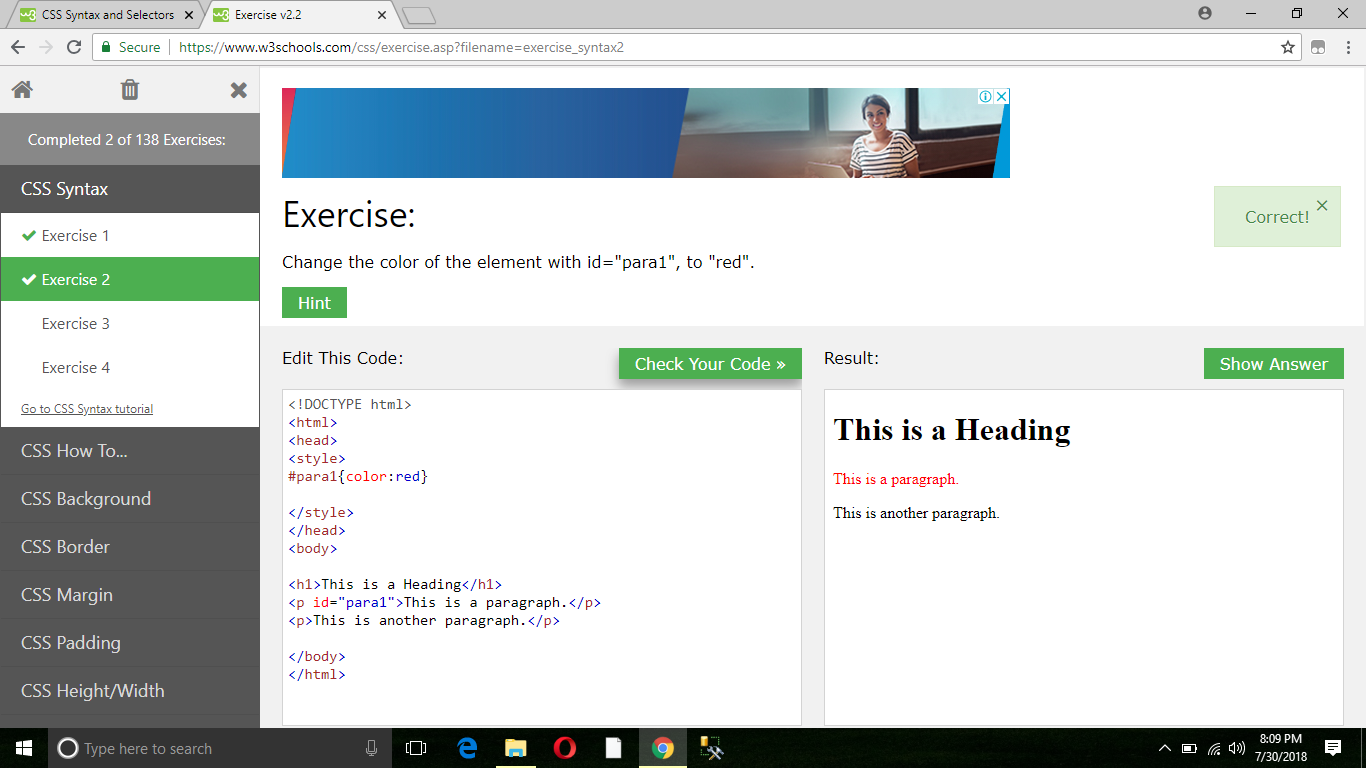 CSS Syntax and Selectors
Exercise v2.2
Secure
https://www.w3schools.com/css/exercise.asp?filename=exercise_syntax2
Completed 2 of 138 Exercises:
CSS Syntax
Exercise 1
Exercise 2
Exercise 3
Exercise 4
Go to CSS Syntax tutorial
CSS How To...
CSS Background
CSS Border
CSS Margin
CSS Padding
CSS Height/Width
Exercise:
Correct!
Change the color of the element with id="para1", to "red".
Hint
Edit This Code:
Check Your Code »
<!DOCTYPE html>
<html>
<head>
<style>
#para1{color:red}
</style>
</head>
<body>
<h1>This is a Heading</h1>
<p id="para1">This is a paragraph.</p>
<p>This is another paragraph.</p>
</body>
</html>
Result:
Show Answer
This is a Heading
This is a paragraph.
This is another paragraph.
Type here to search
8:09 PM
7/30/2018